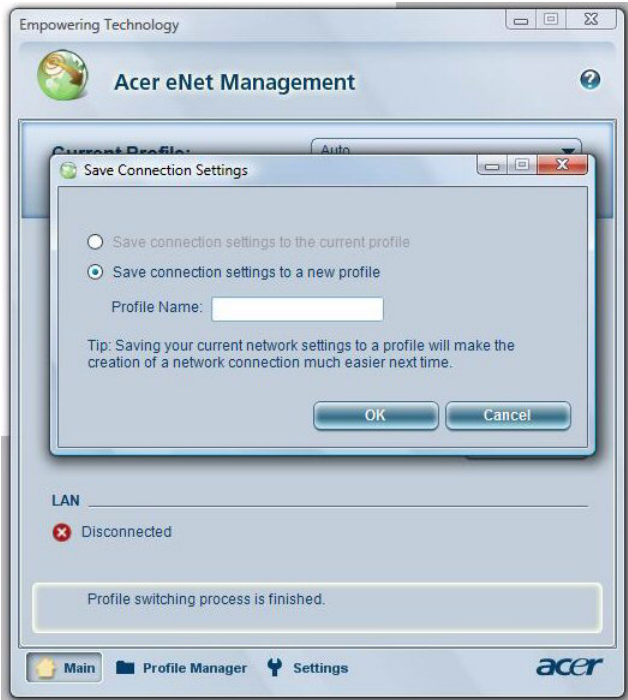 Empowering Technology
Acer eNet Management
Current Profile:
Auto
Save Connection Settings
Save connection settings to the current profile
Save connection settings to a new profile
Profile Name:
Tip: Saving your current network settings to a profile will make the
creation of a network connection much easier next time.
OK
Cancel
LAN
Disconnected
Profile switching process is finished.
Main
Profile Manager
Settings
acer